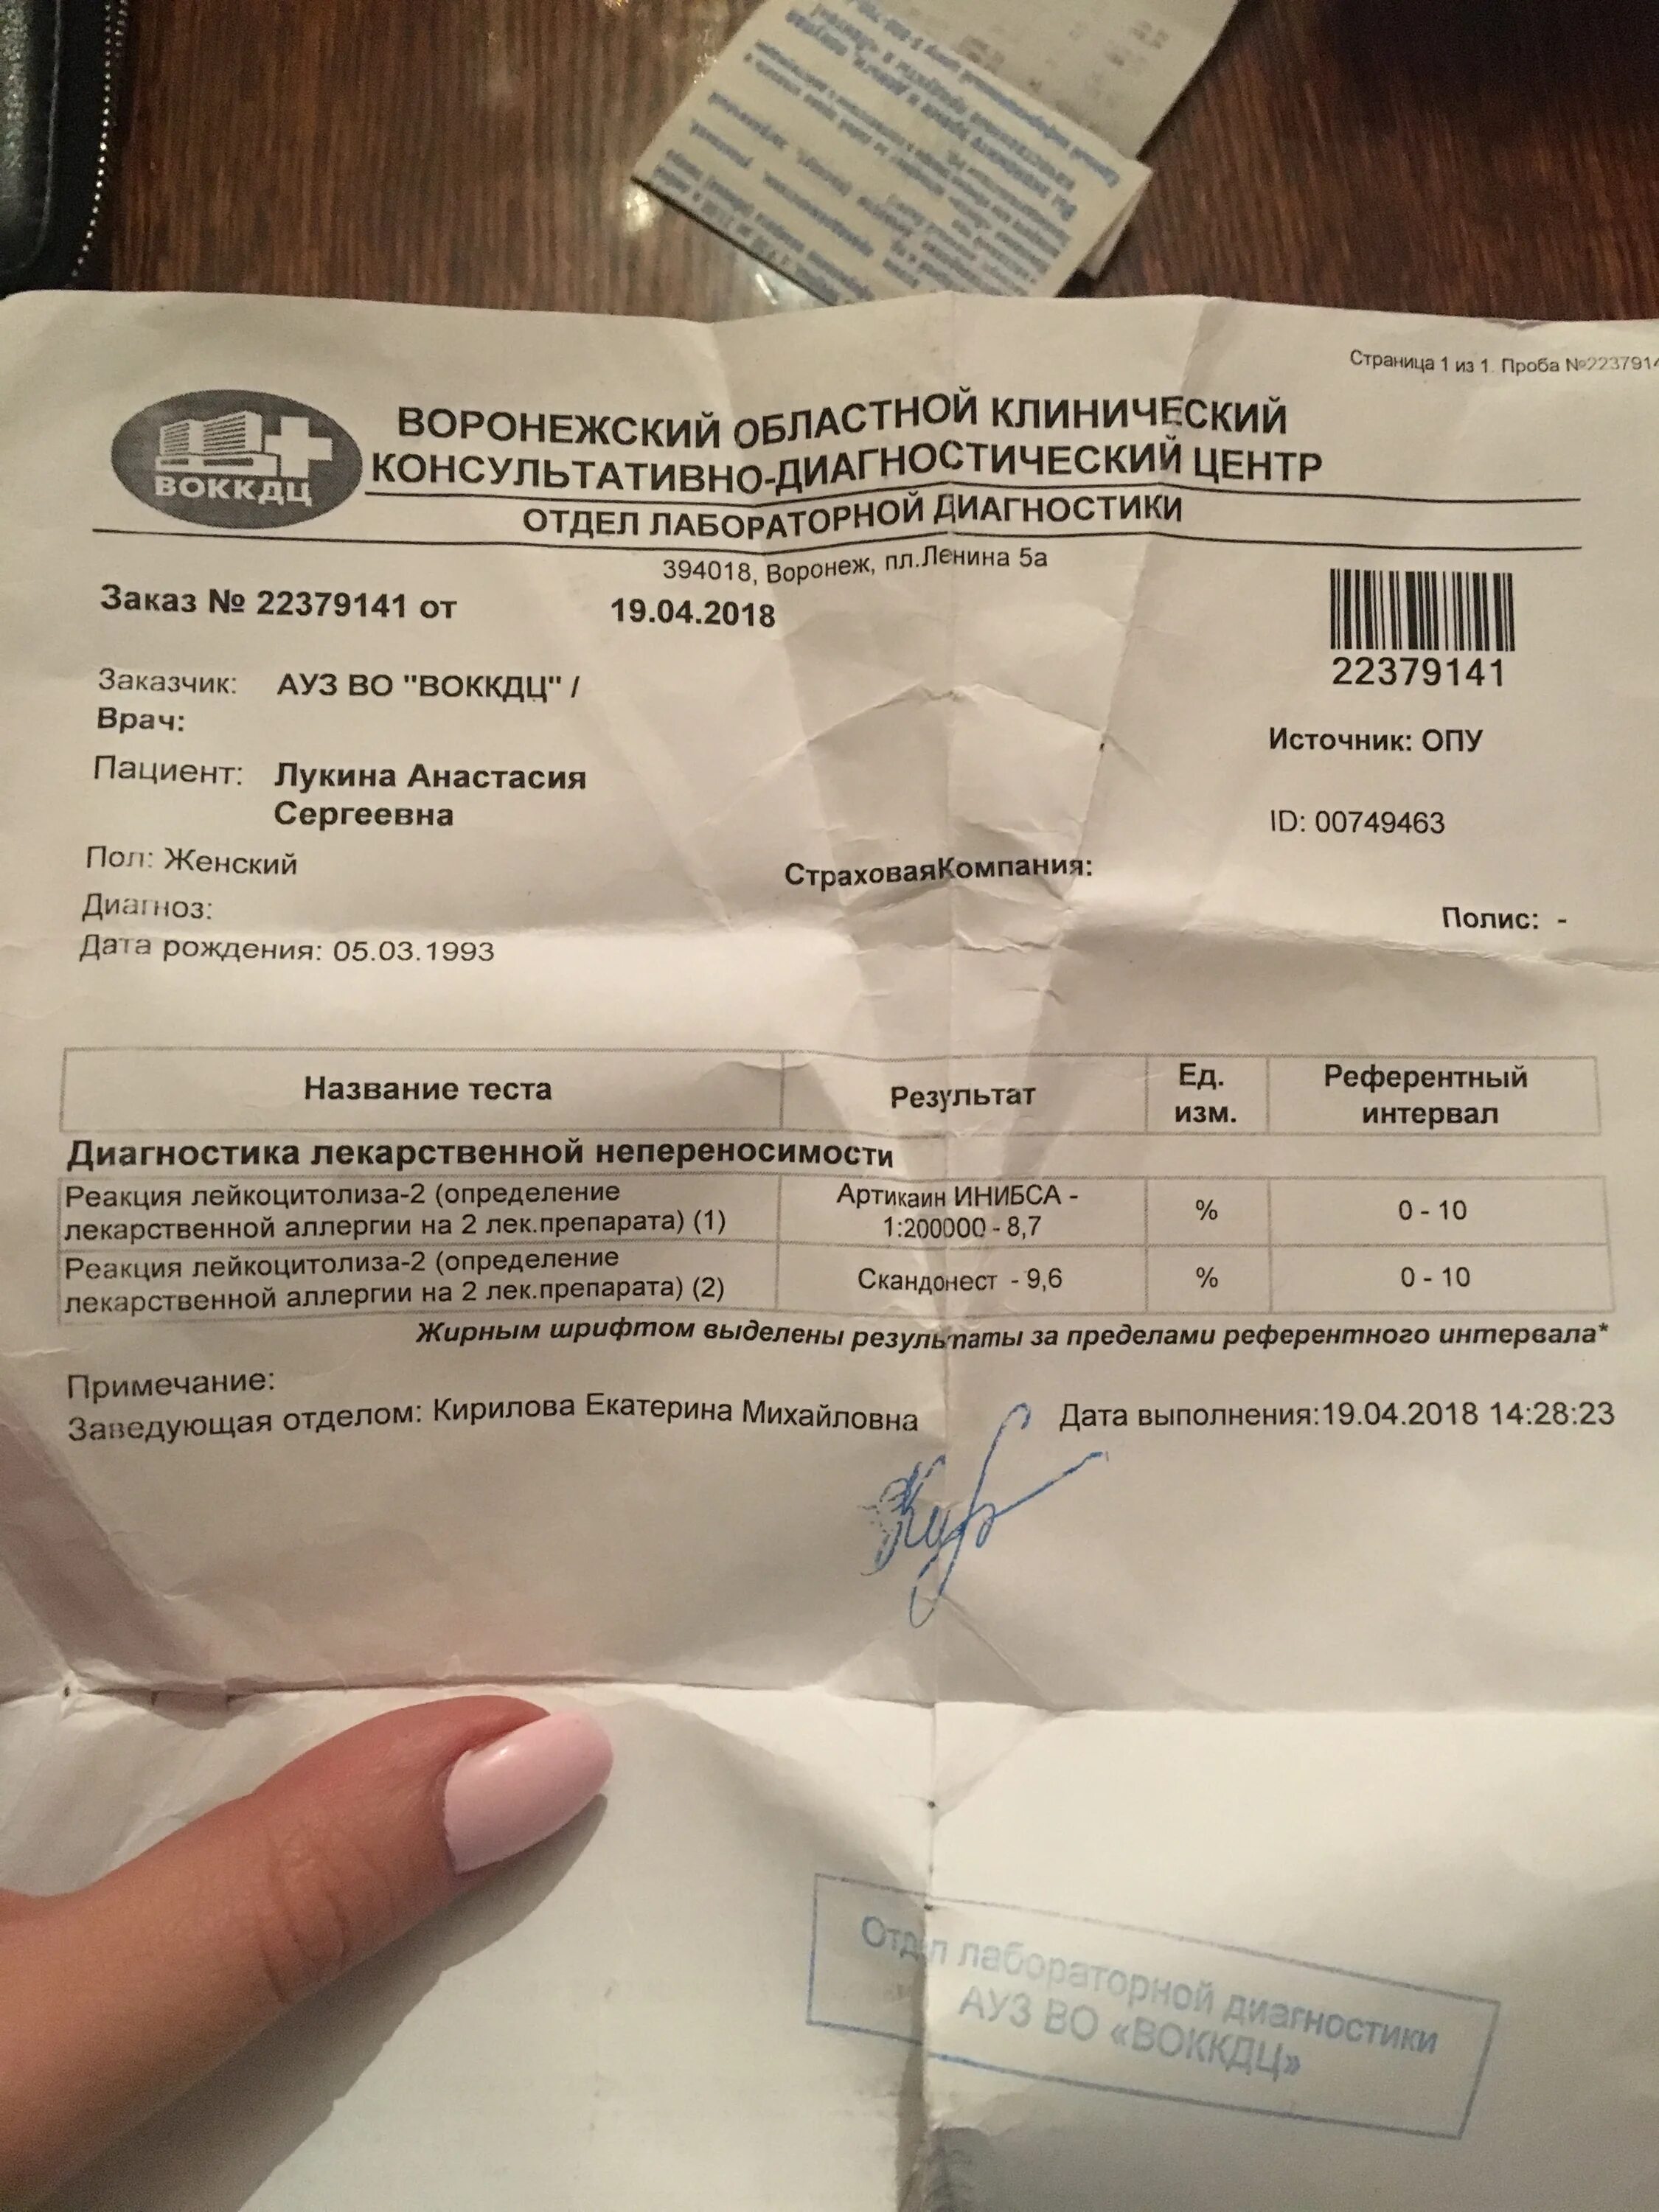 Страница 1 из 1. Проба №2237914
ВОККДЦ
ВОРОНЕЖСКИЙ ОБЛАСТНОЙ КЛИНИЧЕСКИЙ
КОНСУЛЬТАТИВНО-ДИАГНОСТИЧЕСКИЙ ЦЕНТР
ОТДЕЛ ЛАБОРАТОРНОЙ ДИАГНОСТИКИ
394018, Воронеж, пл.Ленина 5а
Заказ № 22379141 от 19.04.2018
22379141
Заказчик: АУЗ ВО "ВОККДЦ" /
Врач:
Источник: ОПУ
Пациент: Лукина Анастасия
Сергеевна
ID: 00749463
Пол: Женский
СтраховаяКомпания:
Диагноз:
Полис: -
Дата рождения: 05.03.1993
Название теста Результат Ед. изм. Референтный интервал
Диагностика лекарственной непереносимости
Реакция лейкоцитолиза-2 (определение Артикаин ИНИБСА - % 0 - 10
лекарственной аллергии на 2 лек.препарата) (1) 1:200000 - 8,7
Реакция лейкоцитолиза-2 (определение Скандонест - 9,6 % 0 - 10
лекарственной аллергии на 2 лек.препарата) (2)
Жирным шрифтом выделены результаты за пределами референтного интервала*
Примечание:
Заведующая отделом: Кирилова Екатерина Михайловна Дата выполнения:19.04.2018 14:28:23
Отдел лабораторной диагностики
АУЗ ВО «ВОККДЦ»